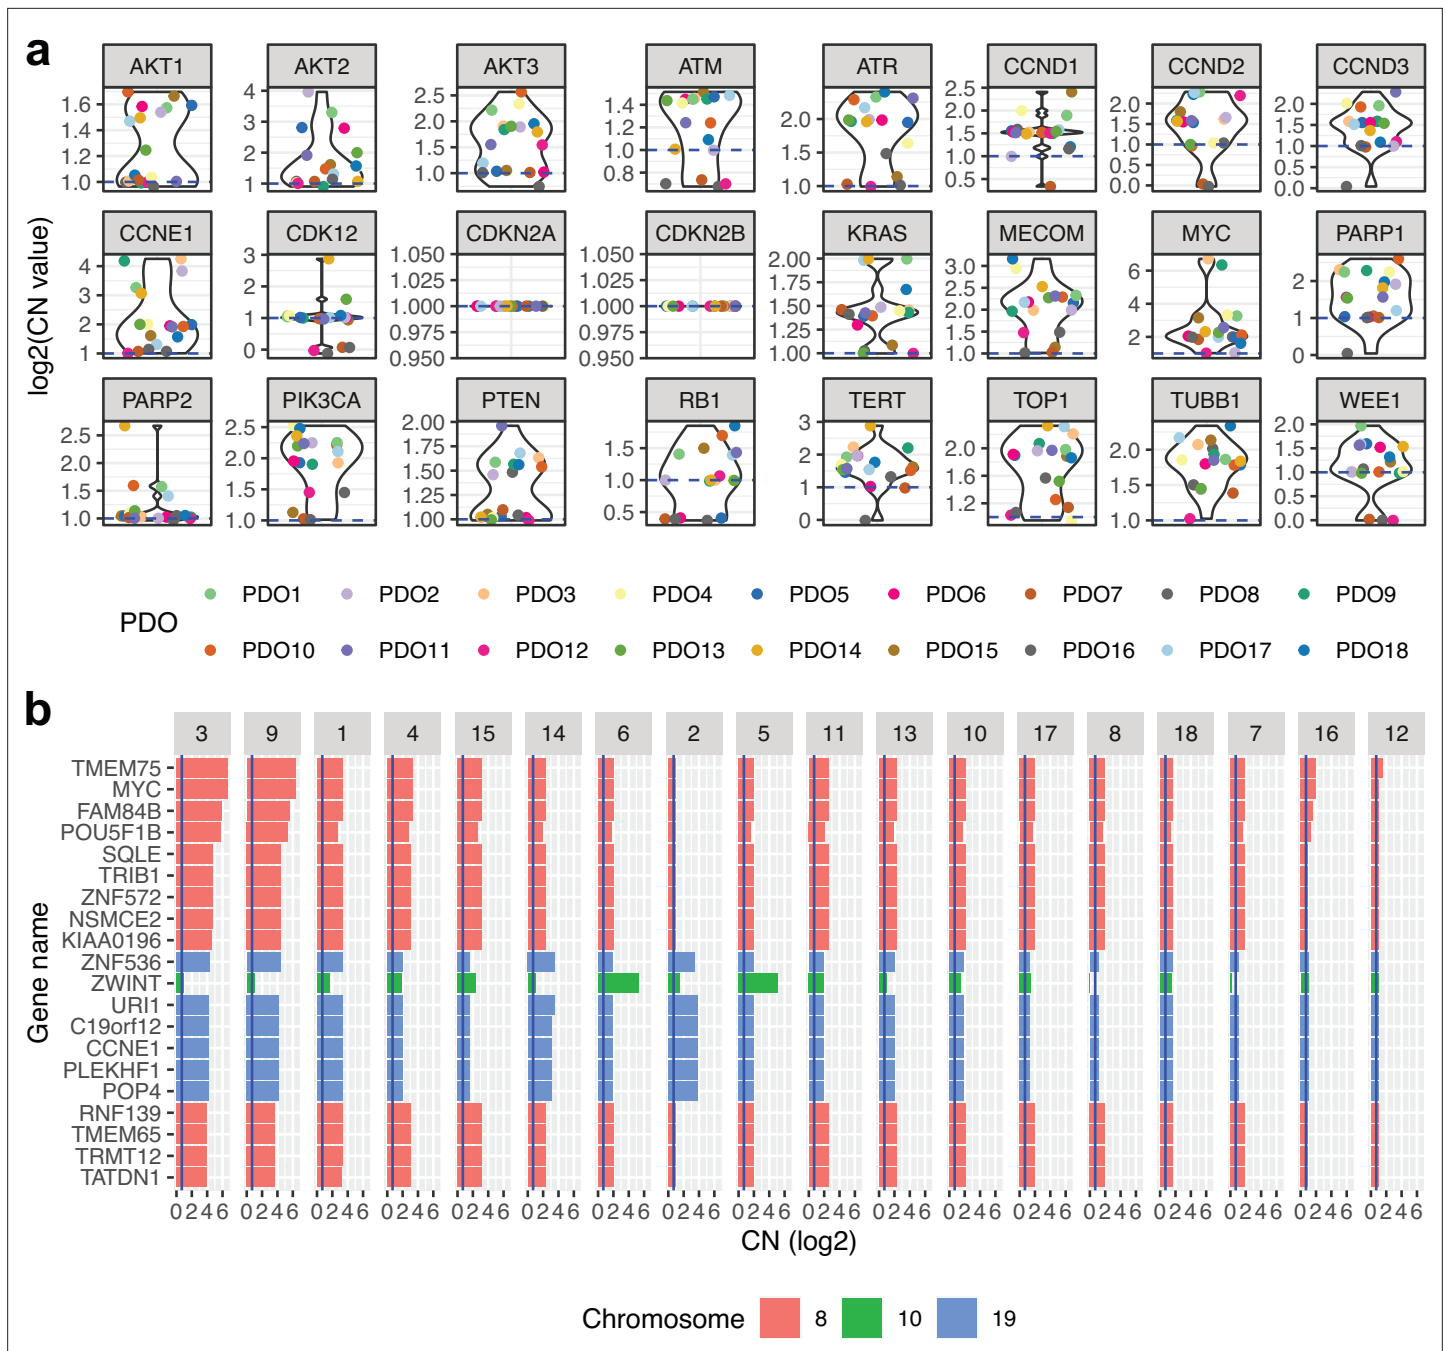 a
AKT1 AKT2 AKT3 ATM ATR CCND1 CCND2 CCND3
1.6 1.4 1.2 1.0
4 3 2 1
2.5 2.0 1.5 1.0
1.4 1.2 1.0 0.8
2.0 1.5 1.0
2.5 2.0 1.5 1.0 0.5
2.0 1.5 1.0 0.5 0.0
2.0 1.5 1.0 0.5 0.0
log2(CN value)
CCNE1 CDK12 CDKN2A CDKN2B KRAS MECOM MYC PARP1
4 3 2 1
3 2 1 0
1.050 1.025 1.000 0.975 0.950
1.050 1.025 1.000 0.975 0.950
2.00 1.75 1.50 1.25 1.00
3.0 2.5 2.0 1.5 1.0
6 4 2
2 1 0
PARP2 PIK3CA PTEN RB1 TERT TOP1 TUBB1 WEE1
2.5 2.0 1.5 1.0
2.5 2.0 1.5 1.0
2.00 1.75 1.50 1.25 1.00
1.5 1.0 0.5
3 2 1 0
2.0 1.6 1.2
2.0 1.5 1.0
2.0 1.5 1.0 0.5 0.0
PDO
PDO1 PDO2 PDO3 PDO4 PDO5 PDO6 PDO7 PDO8 PDO9
PDO10 PDO11 PDO12 PDO13 PDO14 PDO15 PDO16 PDO17 PDO18
b
3 9 1 4 15 14 6 2 5 11 13 10 17 8 18 7 16 12
Gene name
TMEM75
MYC
FAM84B
POU5F1B
SQLE
TRIB1
ZNF572
NSMCE2
KIAA0196
ZNF536
ZWINT
URI1
C19orf12
CCNE1
PLEKHF1
POP4
RNF139
TMEM65
TRMT12
TATDN1
0246 0246 0246 0246 0246 0246 0246 0246 0246 0246 0246 0246 0246 0246 0246 0246 0246 0246
CN (log2)
Chromosome 8 10 19